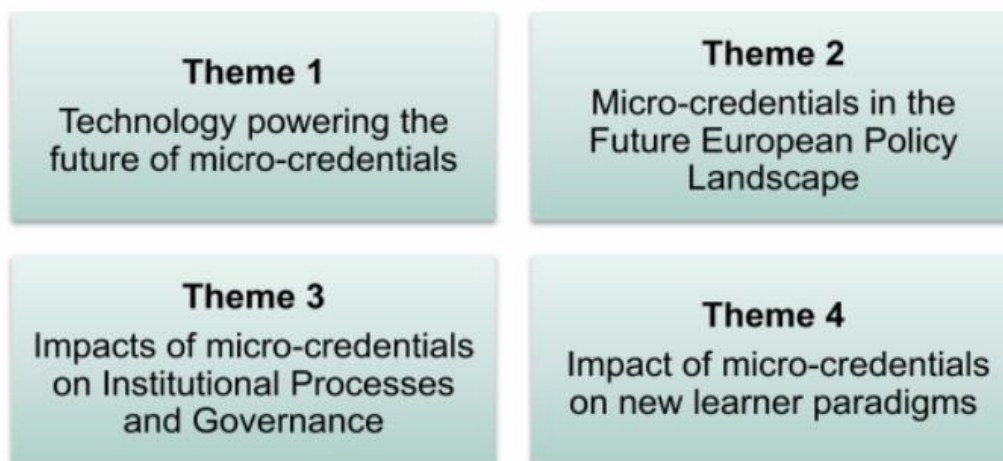 Theme 1
Technology powering the
future of micro-credentials
Theme 2
Micro-credentials in the
Future European Policy
Landscape
Theme 3
Impacts of micro-credentials
on Institutional Processes
and Governance
Theme 4
Impact of micro-credentials
on new learner paradigms